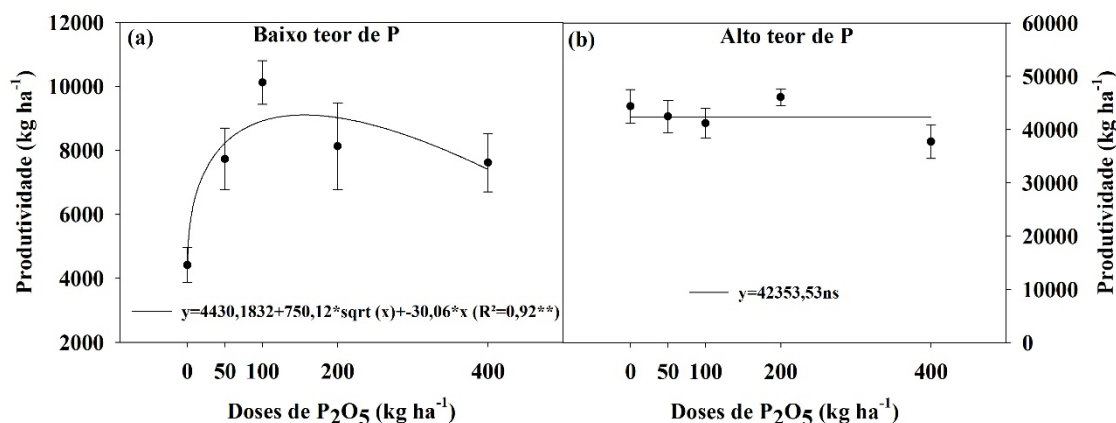 (a) Baixo teor de P
12000
10000
8000
6000
4000
2000
Produtividade (kg ha⁻¹)
y=4430,1832+750,12*sqrt (x)+-30,06*x (R²=0,92**)
0 50 100 200 400
Doses de P₂O₅ (kg ha⁻¹)
(b) Alto teor de P
60000
50000
40000
30000
20000
10000
0
Produtividade (kg ha⁻¹)
y=42353,53ns
0 50 100 200 400
Doses de P₂O₅ (kg ha⁻¹)